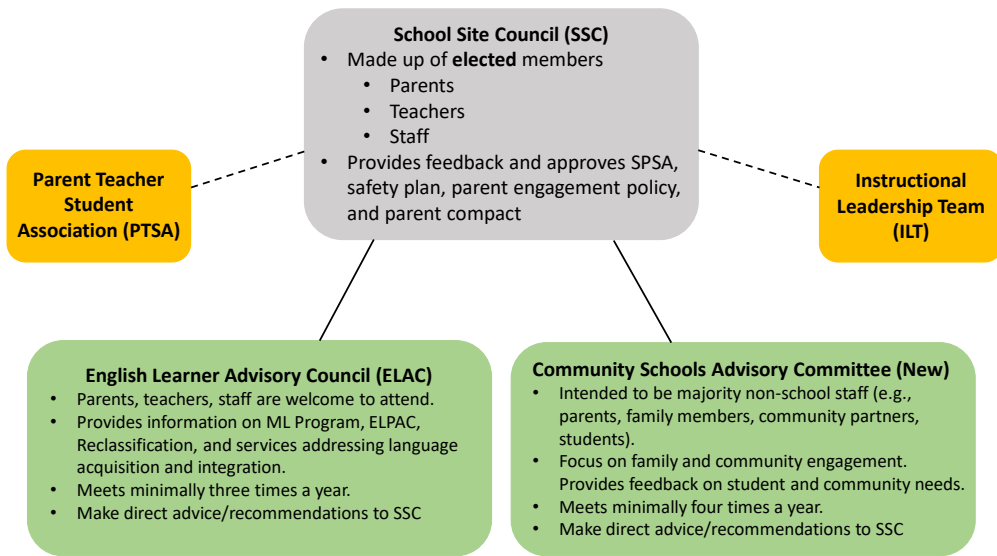 School Site Council (SSC)
• Made up of elected members
• Parents
• Teachers
• Staff
• Provides feedback and approves SPSA,
safety plan, parent engagement policy,
and parent compact
Parent Teacher
Student
Association (PTSA)
Instructional
Leadership Team
(ILT)
English Learner Advisory Council (ELAC)
• Parents, teachers, staff are welcome to attend.
• Provides information on ML Program, ELPAC,
Reclassification, and services addressing language
acquisition and integration.
• Meets minimally three times a year.
• Make direct advice/recommendations to SSC
Community Schools Advisory Committee (New)
• Intended to be majority non-school staff (e.g.,
parents, family members, community partners,
students).
• Focus on family and community engagement.
Provides feedback on student and community needs.
• Meets minimally four times a year.
• Make direct advice/recommendations to SSC